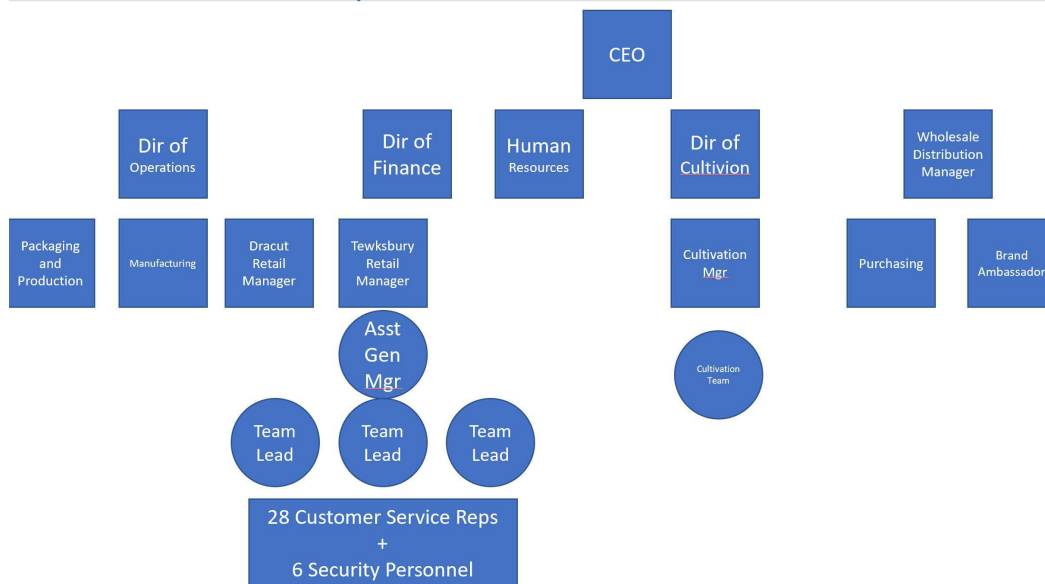 CEO
Dir of
Operations
Dir of
Finance
Human
Resources
Dir of
Cultivion
Wholesale
Distribution
Manager
Packaging
and
Production
Manufacturing
Dracut
Retail
Manager
Tewksbury
Retail
Manager
Cultivation
Mgr
Purchasing
Brand
Ambassador
Asst
Gen
Mgr
Cultivation
Team
Team
Lead
Team
Lead
Team
Lead
28 Customer Service Reps
+
6 Security Personnel